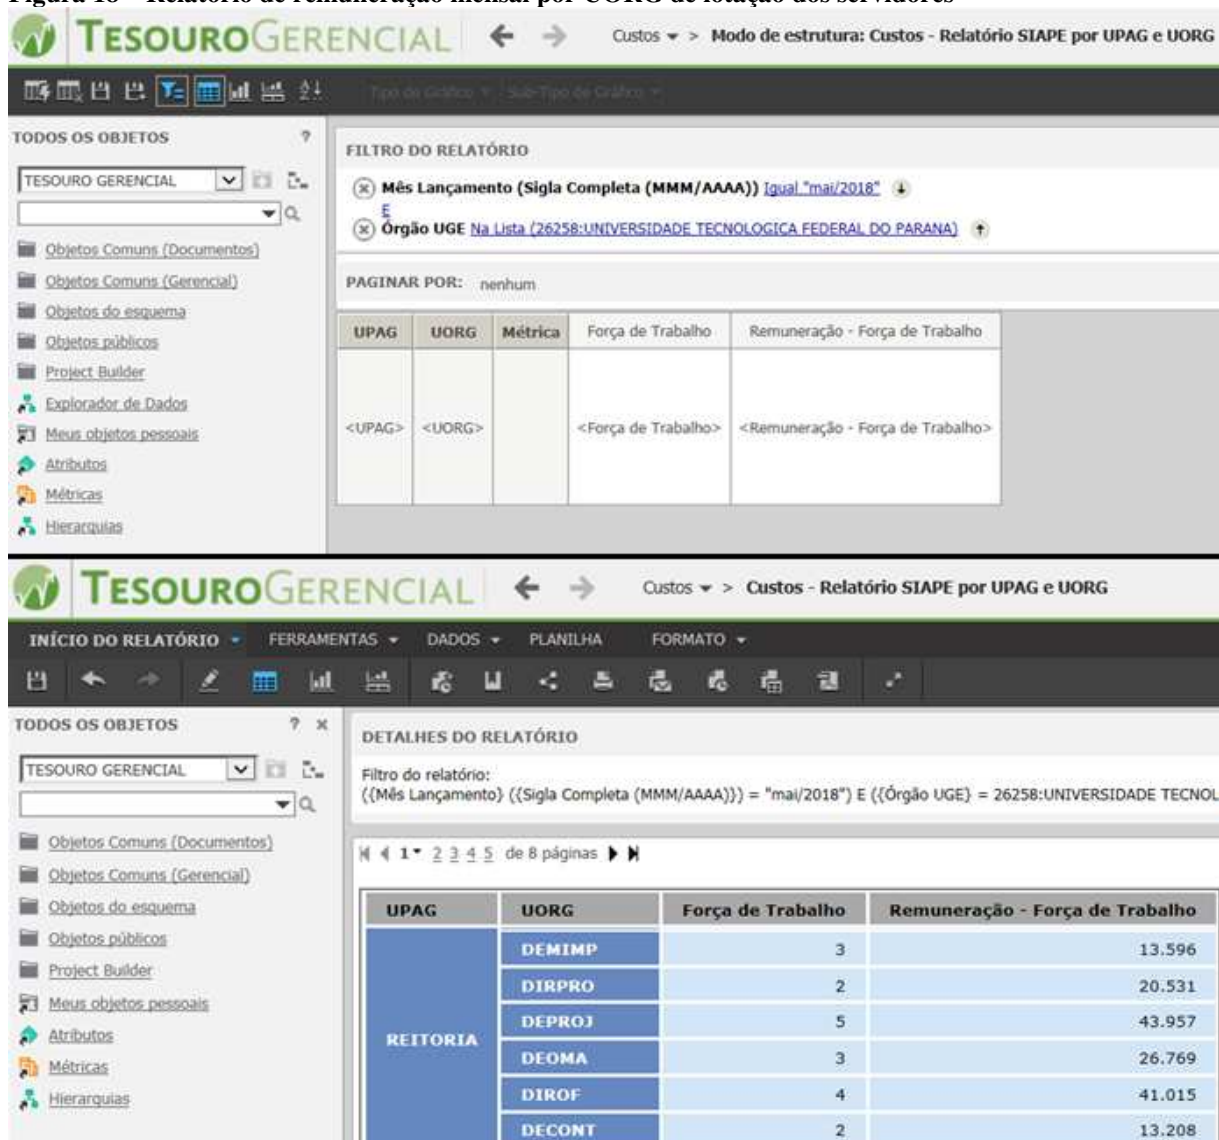 Figura 18 – Relatório de remuneração mensal por UORG de lotação dos servidores
TESOUROGERENCIAL
Custos > Modo de estrutura: Custos - Relatório SIAPE por UPAG e UORG
Tipo de Gráfico Sub-Tipo de Gráfico
TODOS OS OBJETOS ?
TESOURO GERENCIAL
Objetos Comuns (Documentos)
Objetos Comuns (Gerencial)
Objetos do esquema
Objetos públicos
Project Builder
Explorador de Dados
Meus objetos pessoais
Atributos
Métricas
Hierarquias
FILTRO DO RELATÓRIO
Mês Lançamento (Sigla Completa (MMM/AAAA)) Igual "mai/2018"
E
Órgão UGE Na Lista (26258:UNIVERSIDADE TECNOLOGICA FEDERAL DO PARANA)
PAGINAR POR: nenhum
UPAG UORG Métrica Força de Trabalho Remuneração - Força de Trabalho
<UPAG> <UORG> <Força de Trabalho> <Remuneração - Força de Trabalho>
TESOUROGERENCIAL
Custos > Custos - Relatório SIAPE por UPAG e UORG
INÍCIO DO RELATÓRIO FERRAMENTAS DADOS PLANILHA FORMATO
TODOS OS OBJETOS ? x
TESOURO GERENCIAL
Objetos Comuns (Documentos)
Objetos Comuns (Gerencial)
Objetos do esquema
Objetos públicos
Project Builder
Meus objetos pessoais
Atributos
Métricas
Hierarquias
DETALHES DO RELATÓRIO
Filtro do relatório:
({Mês Lançamento} ({Sigla Completa (MMM/AAAA)}) = "mai/2018") E ({Órgão UGE} = 26258:UNIVERSIDADE TECNOL
1 2 3 4 5 de 8 páginas
UPAG UORG Força de Trabalho Remuneração - Força de Trabalho
REITORIA
DEMIMP 3 13.596
DIRPRO 2 20.531
DEPROJ 5 43.957
DEOMA 3 26.769
DIROF 4 41.015
DECONT 2 13.208